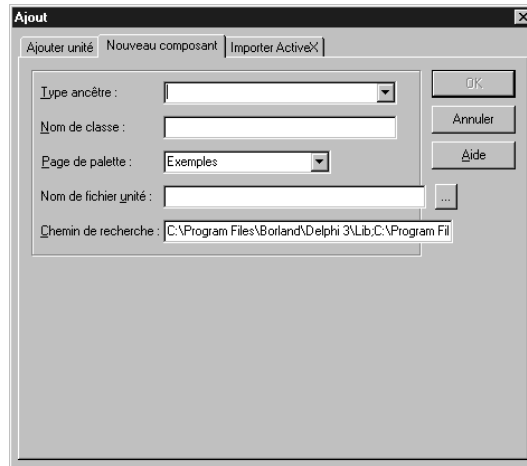 Ajout
Ajouter unité Nouveau composant Importer ActiveX
Type ancêtre :
OK
Nom de classe :
Annuler
Page de palette : Exemples
Aide
Nom de fichier unité :
...
Chemin de recherche : C:\Program Files\Borland\Delphi 3\Lib;C:\Program Fil